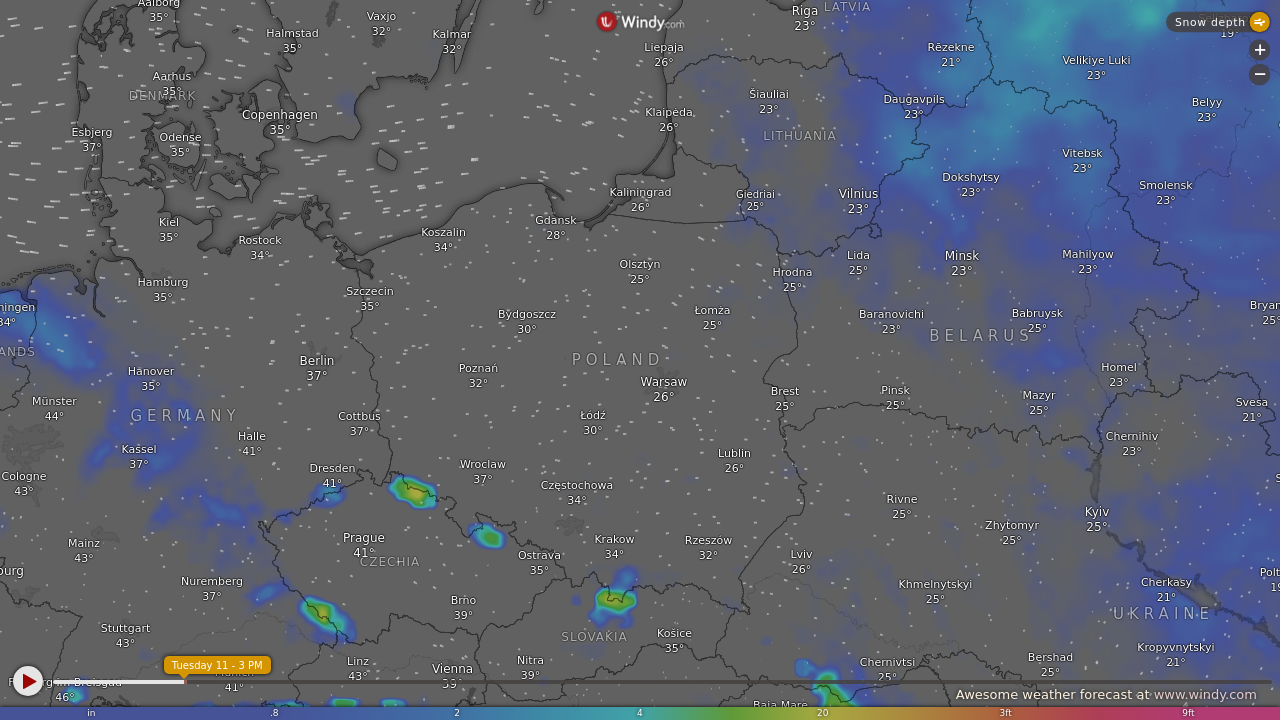 Aalborg
35°
Halmstad
35°
Vaxjo
32°
Kalmar
32°
Windy.com
Riga
23°
LATVIA
Snow depth
19°
+
−
Liepaja
26°
Rēzekne
21°
Velikiye Luki
23°
Aarhus
35°
DENMARK
Copenhagen
35°
Klaipėda
26°
Šiauliai
23°
Daugavpils
23°
Belyy
23°
Esbjerg
37°
Odense
35°
LITHUANIA
Vitebsk
23°
Kaliningrad
26°
Giedriai
25°
Vilnius
23°
Dokshytsy
23°
Smolensk
23°
Kiel
35°
Rostock
34°
Koszalin
34°
Gdansk
28°
Hamburg
35°
Szczecin
35°
Olsztyn
25°
Hrodna
25°
Lida
25°
Minsk
23°
Mahilyow
23°
ningen
34°
ANDS
Bydgoszcz
30°
Łomża
25°
Baranovichi
23°
Babruysk
25°
BELARUS
Bryan
25°
Hanover
35°
Berlin
37°
Poznań
32°
POLAND
Warsaw
26°
Brest
25°
Pinsk
25°
Homel
23°
Mazyr
25°
Svesa
21°
Münster
44°
GERMANY
Kassel
37°
Halle
41°
Cottbus
37°
Łódź
30°
Lublin
26°
Chernihiv
23°
Cologne
43°
Dresden
41°
Wroclaw
37°
Częstochowa
34°
Rivne
25°
Zhytomyr
25°
Kyiv
25°
Mainz
43°
Prague
41°
CZECHIA
Ostrava
35°
Krakow
34°
Rzeszow
32°
Lviv
26°
burg
Nuremberg
37°
Brno
39°
Khmelnytskyi
25°
Cherkasy
21°
Polt
19
UKRAINE
Stuttgart
43°
SLOVAKIA
Košice
35°
Kropyvnytskyi
21°
Tuesday 11 - 3 PM
Linz
43°
Vienna
39°
Nitra
39°
Chernivtsi
25°
Bershad
25°
46°
41°
Baia Mare
Awesome weather forecast at www.windy.com
in .8 2 4 20 3ft 9ft